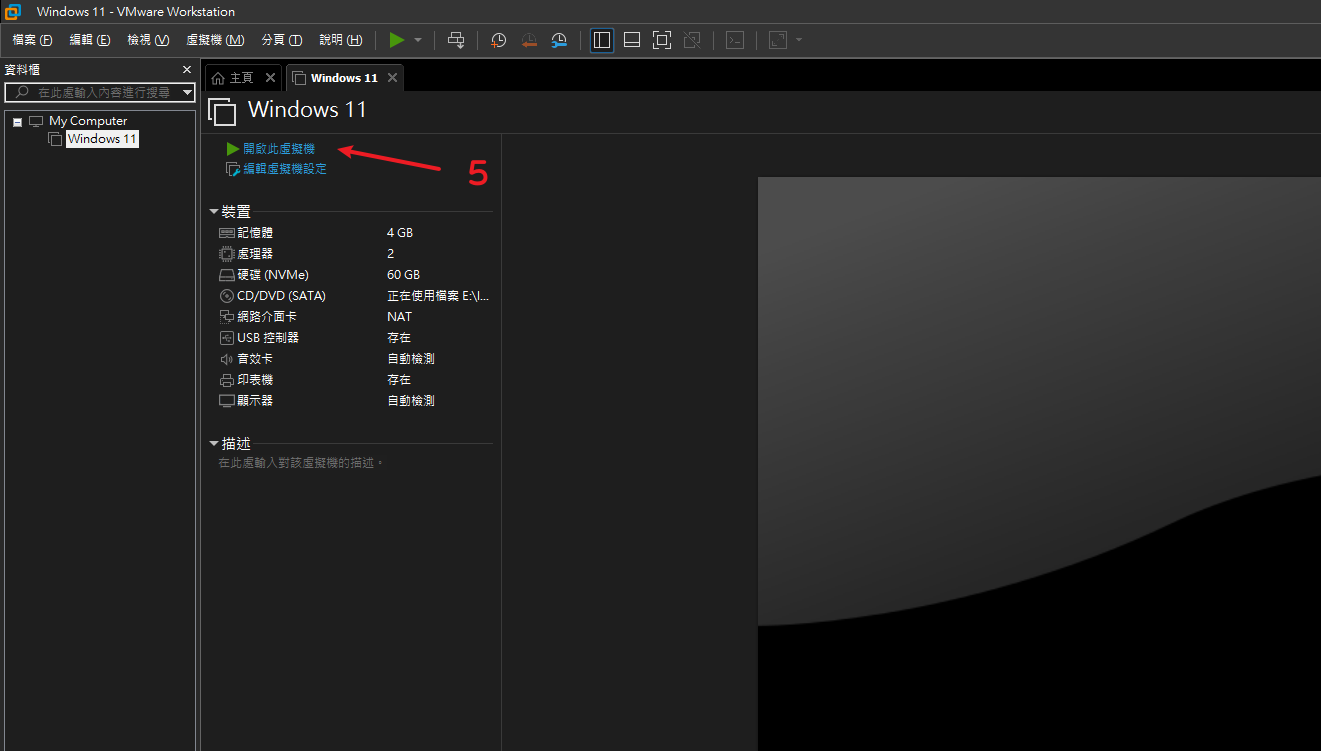 Windows 11 - VMware Workstation
檔案 (F) 編輯 (E) 檢視 (V) 虛擬機 (M) 分頁 (T) 說明 (H)
資料櫃
在此處輸入內容進行搜尋
My Computer
Windows 11
主頁
Windows 11
Windows 11
開啟此虛擬機
編輯虛擬機設定
5
裝置
記憶體 4 GB
處理器 2
硬碟 (NVMe) 60 GB
CD/DVD (SATA) 正在使用檔案 E:\I...
網路介面卡 NAT
USB 控制器 存在
音效卡 自動檢測
印表機 存在
顯示器 自動檢測
描述
在此處輸入對該虛擬機的描述。